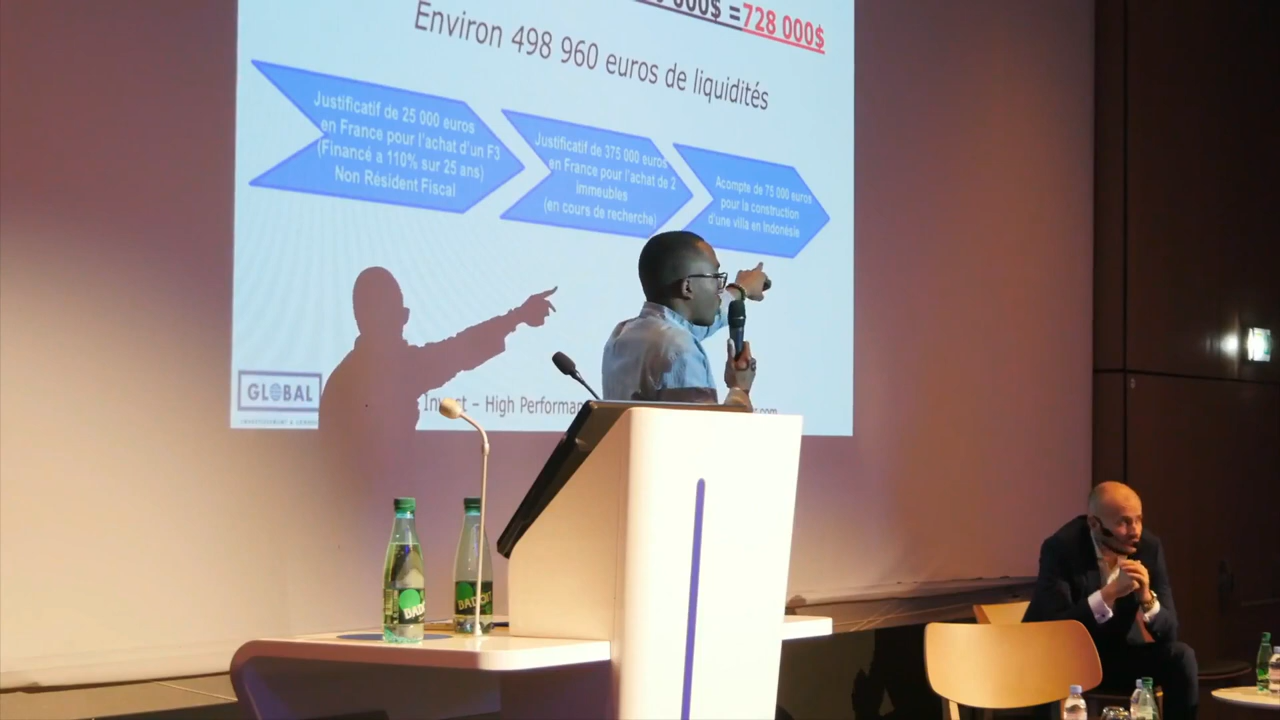 000$ =728 000$
Environ 498 960 euros de liquidités
Justificatif de 25 000 euros
en France pour l'achat d'un F3
(Financé a 110% sur 25 ans)
Non Résident Fiscal
Justificatif de 375 000 euros
en France pour l'achat de 2
immeubles
(en cours de recherche)
Acompte de 75 000 euros
pour la construction
d'une villa en Indonésie
GLOBAL
– High Performan
BADOIT